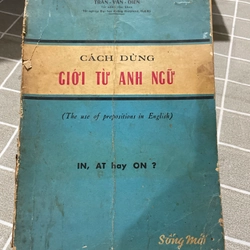 TRẦN-VĂN-ĐIỀN
CÁCH DÙNG
GIỚI TỪ ANH NGỮ
(The use of prepositions in English)
IN, AT hay ON ?
Sống Mới